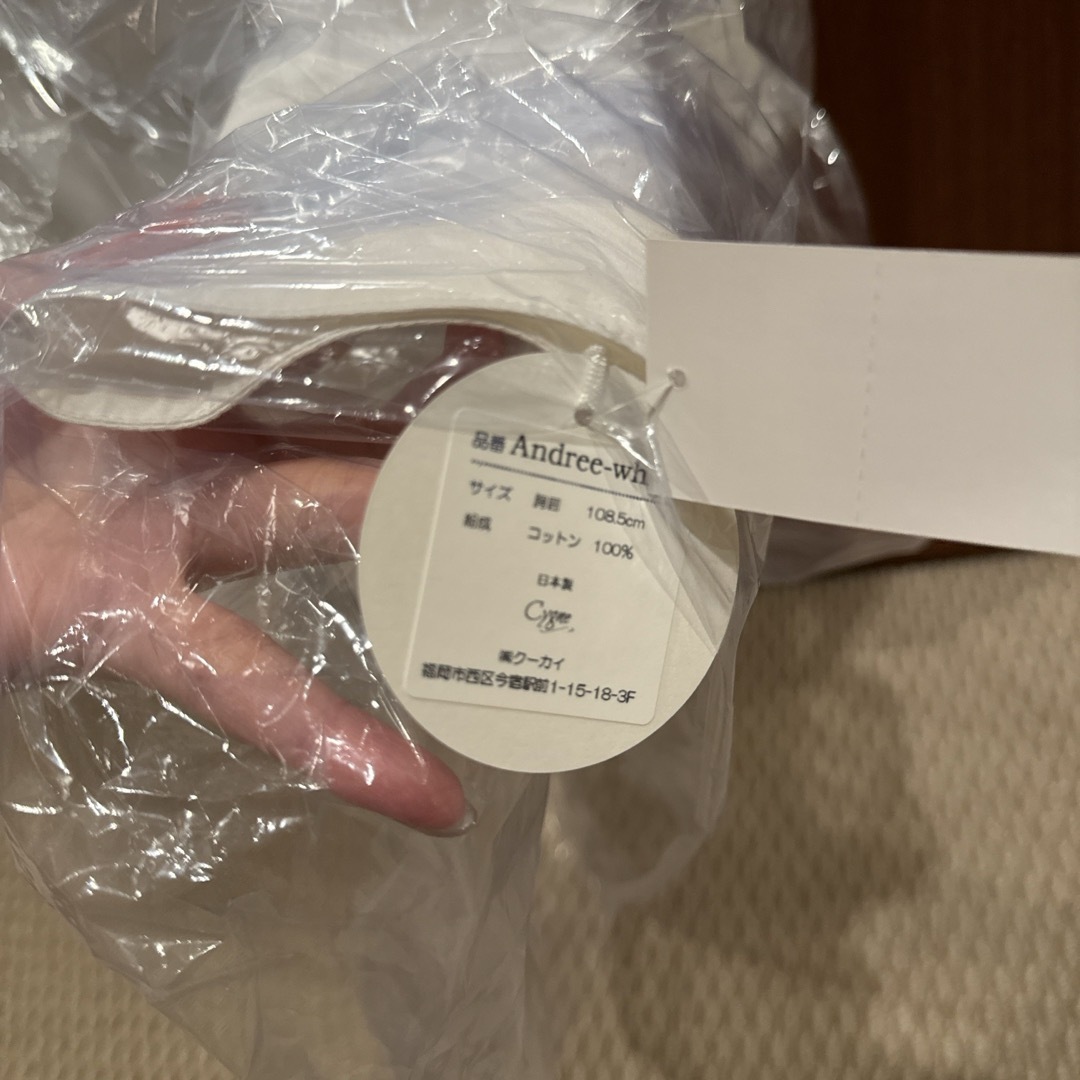 品番 Andree-wh
サイズ 胸囲 108.5cm
組成 コットン 100%
日本製
Cygne,
㈱クーカイ
福岡市西区今宿駅前1-15-18-3F